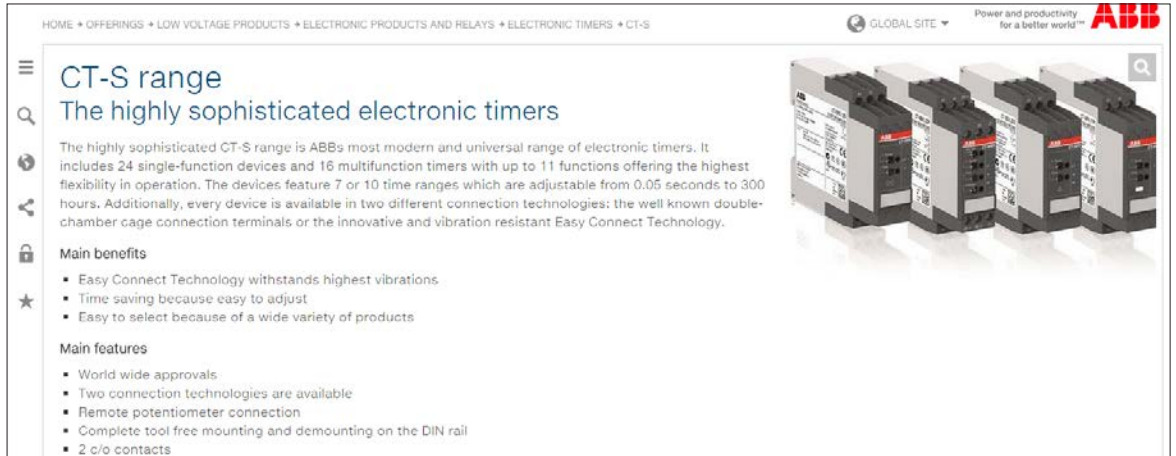 HOME ➔ OFFERINGS ➔ LOW VOLTAGE PRODUCTS ➔ ELECTRONIC PRODUCTS AND RELAYS ➔ ELECTRONIC TIMERS ➔ CT-S
GLOBAL SITE
Power and productivity
for a better world™
ABB
CT-S range
The highly sophisticated electronic timers
The highly sophisticated CT-S range is ABBs most modern and universal range of electronic timers. It
includes 24 single-function devices and 16 multifunction timers with up to 11 functions offering the highest
flexibility in operation. The devices feature 7 or 10 time ranges which are adjustable from 0.05 seconds to 300
hours. Additionally, every device is available in two different connection technologies: the well known double-
chamber cage connection terminals or the innovative and vibration resistant Easy Connect Technology.
Main benefits
▪ Easy Connect Technology withstands highest vibrations
▪ Time saving because easy to adjust
▪ Easy to select because of a wide variety of products
Main features
▪ World wide approvals
▪ Two connection technologies are available
▪ Remote potentiometer connection
▪ Complete tool free mounting and demounting on the DIN rail
▪ 2 c/o contacts